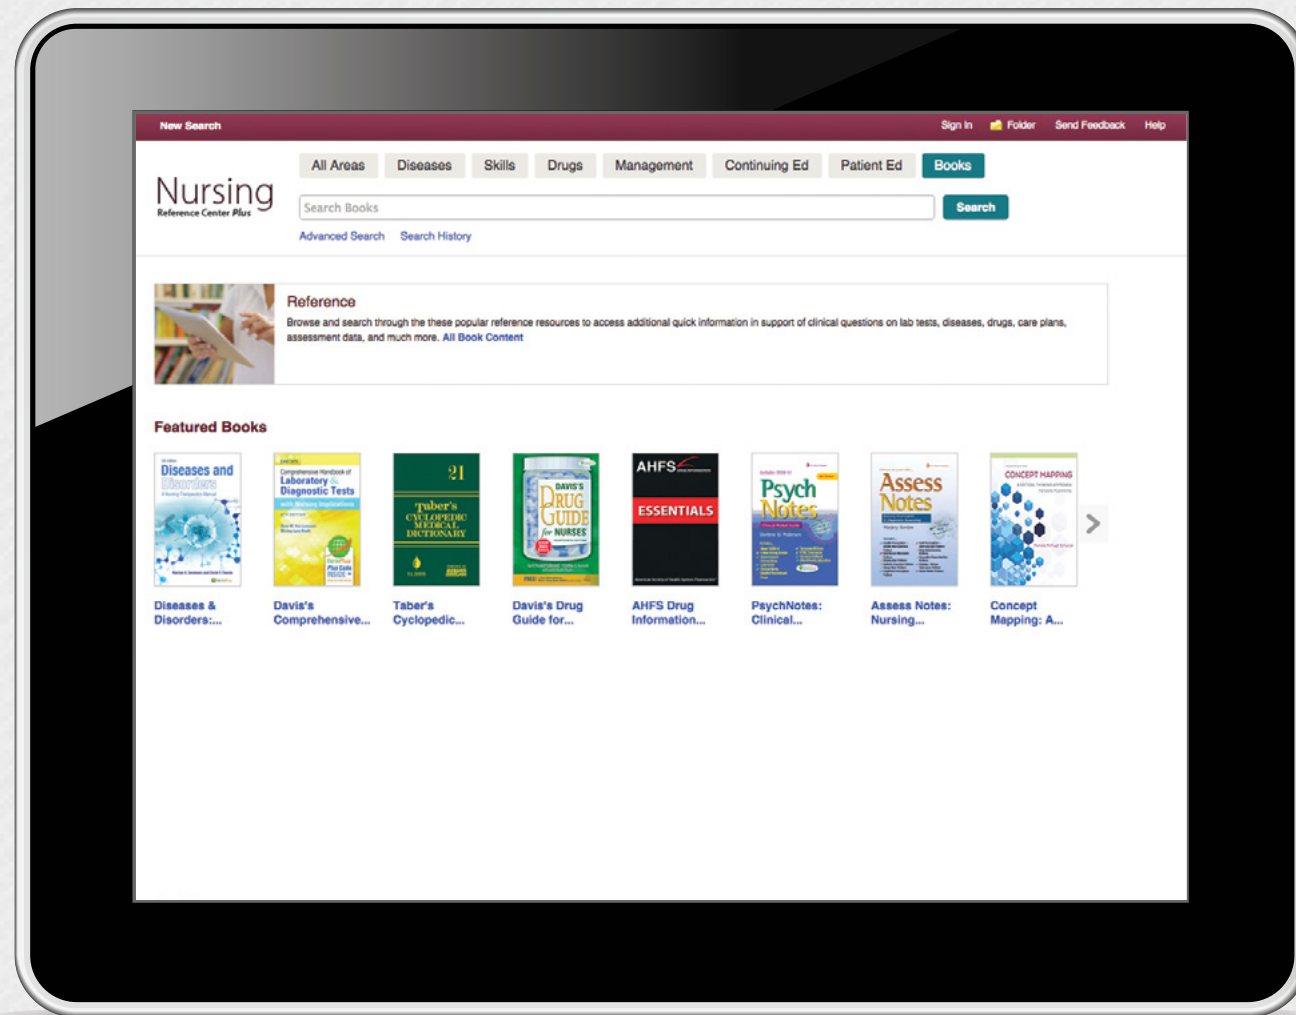 New Search
Sign In Folder Send Feedback Help
All Areas Diseases Skills Drugs Management Continuing Ed Patient Ed Books
Nursing
Reference Center Plus
Search Books
Search
Advanced Search Search History
Reference
Browse and search through the these popular reference resources to access additional quick information in support of clinical questions on lab tests, diseases, drugs, care plans,
assessment data, and much more. All Book Content
Featured Books
Diseases and
Disorders
Comprehensive Handbook of
Laboratory &
Diagnostic Tests
with Nursing Implications
21
Taber's
CYCLOPEDIC
MEDICAL
DICTIONARY
DAVIS'S
DRUG
GUIDE
for NURSES
AHFS
ESSENTIALS
Psych
Notes
Clinical Pocket Guide
Assess
Notes
CONCEPT MAPPING
Diseases &
Disorders:...
Davis's
Comprehensive...
Taber's
Cyclopedic...
Davis's Drug
Guide for...
AHFS Drug
Information...
PsychNotes:
Clinical...
Assess Notes:
Nursing...
Concept
Mapping: A...